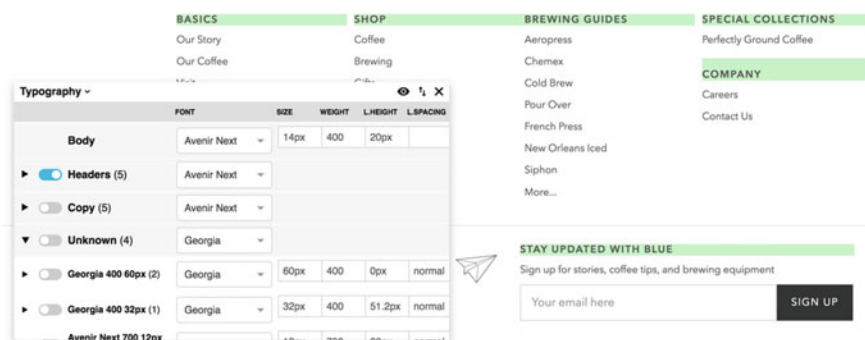 BASICS SHOP BREWING GUIDES SPECIAL COLLECTIONS
Our Story Coffee Aeropress Perfectly Ground Coffee
Our Coffee Brewing Chemex
COMPANY
Visit Gifts Cold Brew
Careers
Pour Over
Contact Us
French Press
New Orleans Iced
Siphon
More...
Typography
FONT SIZE WEIGHT L.HEIGHT L.SPACING
Body Avenir Next 14px 400 20px
Headers (5) Avenir Next
Copy (5) Avenir Next
Unknown (4) Georgia
Georgia 400 60px (2) Georgia 60px 400 0px normal
Georgia 400 32px (1) Georgia 32px 400 51.2px normal
Avenir Next 700 12px
STAY UPDATED WITH BLUE
Sign up for stories, coffee tips, and brewing equipment
Your email here SIGN UP